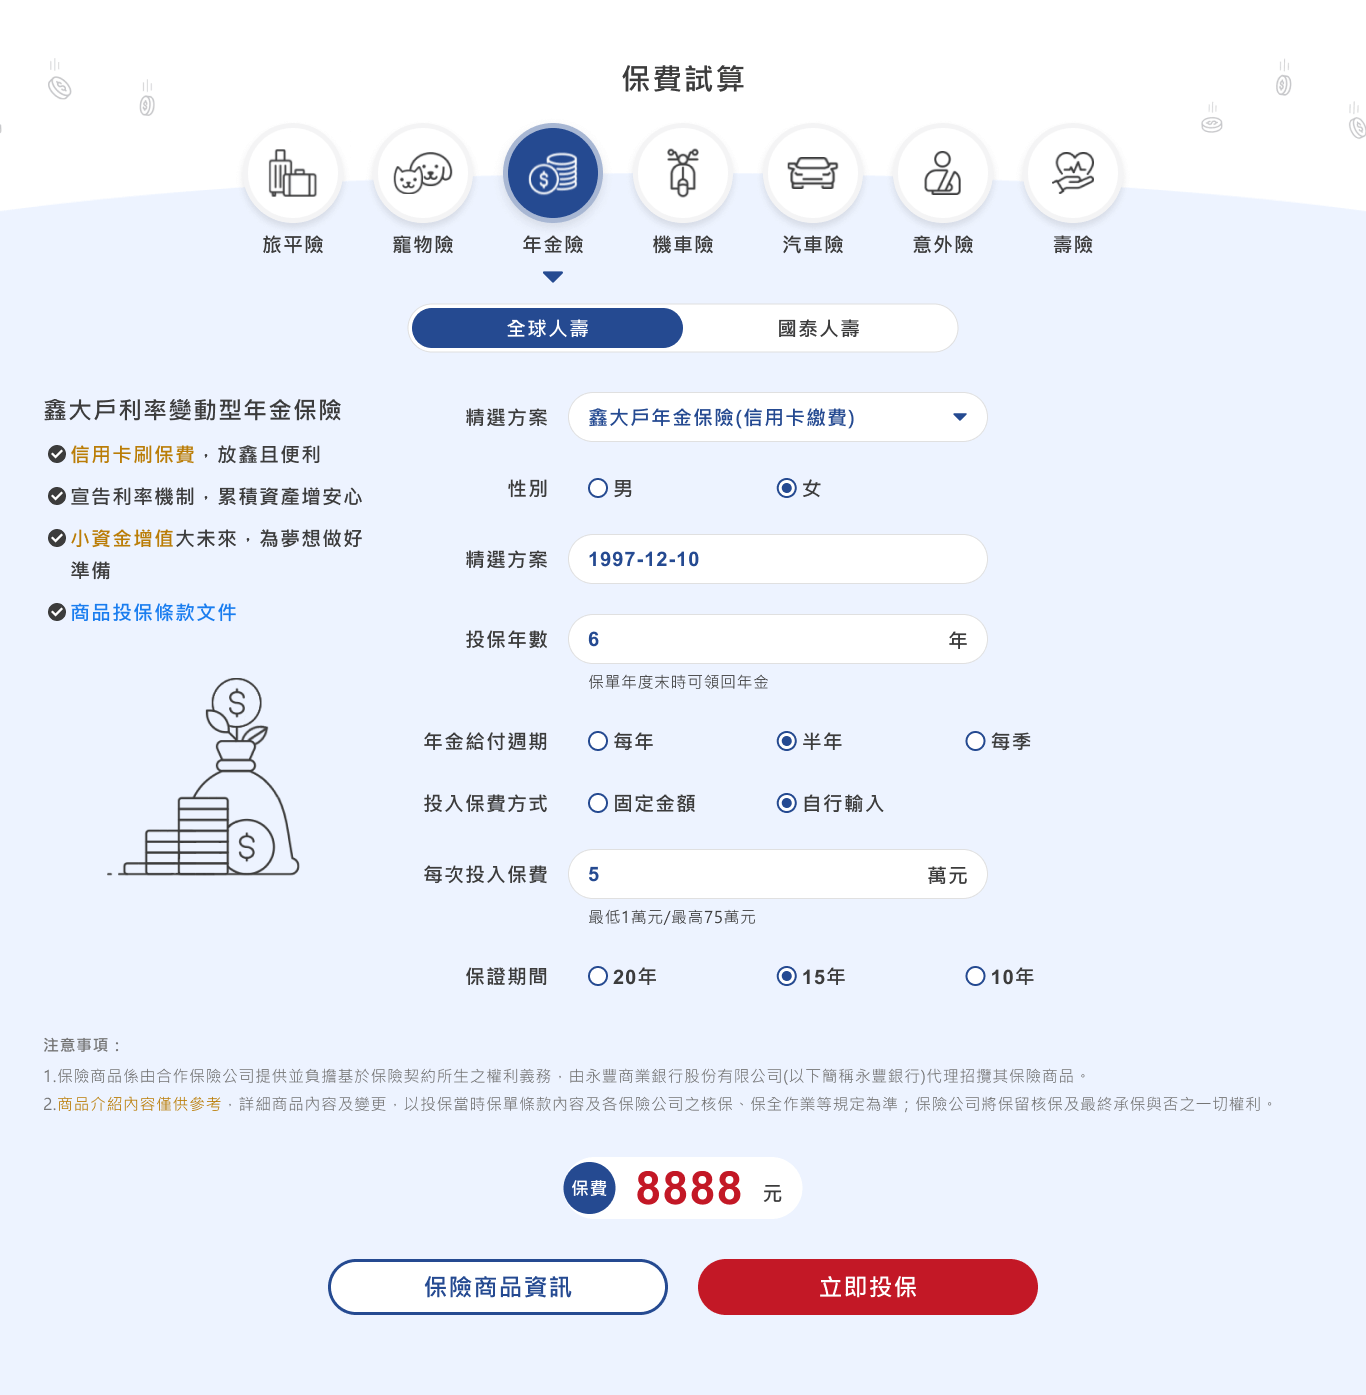 保費試算
旅平險
寵物險
年金險
機車險
汽車險
意外險
壽險
全球人壽
國泰人壽
鑫大戶利率變動型年金保險
信用卡刷保費，放鑫且便利
宣告利率機制，累積資產增安心
小資金增值大未來，為夢想做好
準備
商品投保條款文件
精選方案
鑫大戶年金保險(信用卡繳費)
性別
男
女
精選方案
1997-12-10
投保年數
6
年
保單年度末時可領回年金
年金給付週期
每年
半年
每季
投入保費方式
固定金額
自行輸入
每次投入保費
5
萬元
最低1萬元/最高75萬元
保證期間
20年
15年
10年
注意事項：
1.保險商品係由合作保險公司提供並負擔基於保險契約所生之權利義務，由永豐商業銀行股份有限公司(以下簡稱永豐銀行)代理招攬其保險商品。
2.商品介紹內容僅供參考，詳細商品內容及變更，以投保當時保單條款內容及各保險公司之核保、保全作業等規定為準；保險公司將保留核保及最終承保與否之一切權利。
保費
8888
元
保險商品資訊
立即投保